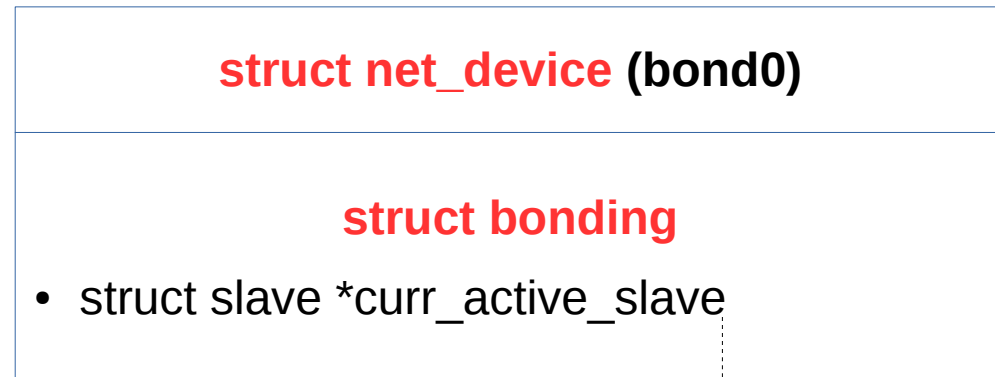 struct net_device (bond0)
struct bonding
• struct slave *curr_active_slave